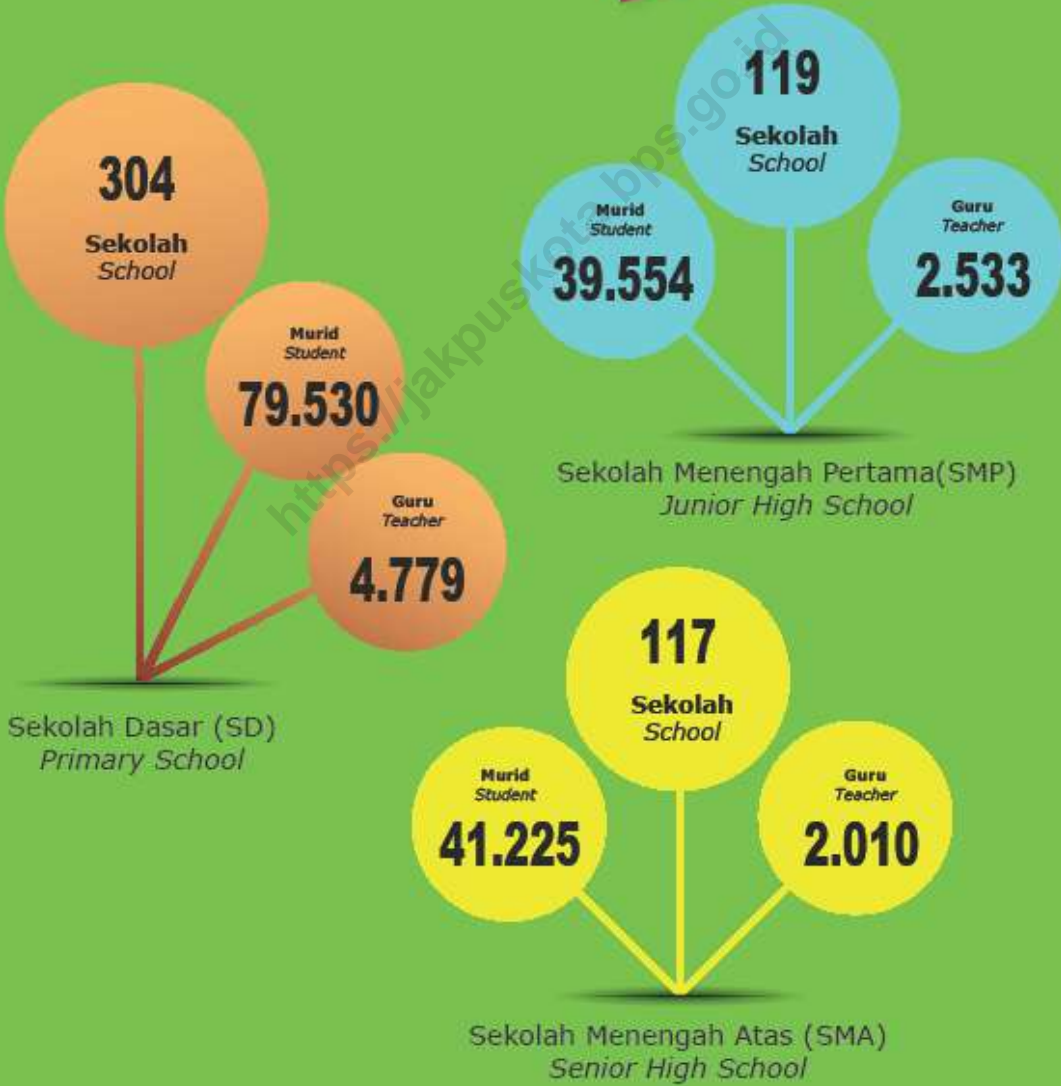 304
Sekolah
School
Murid
Student
79.530
Guru
Teacher
4.779
Sekolah Dasar (SD)
Primary School
119
Sekolah
School
Murid
Student
39.554
Guru
Teacher
2.533
Sekolah Menengah Pertama(SMP)
Junior High School
117
Sekolah
School
Murid
Student
41.225
Guru
Teacher
2.010
Sekolah Menengah Atas (SMA)
Senior High School
https://jakpuskota.bps.go.id